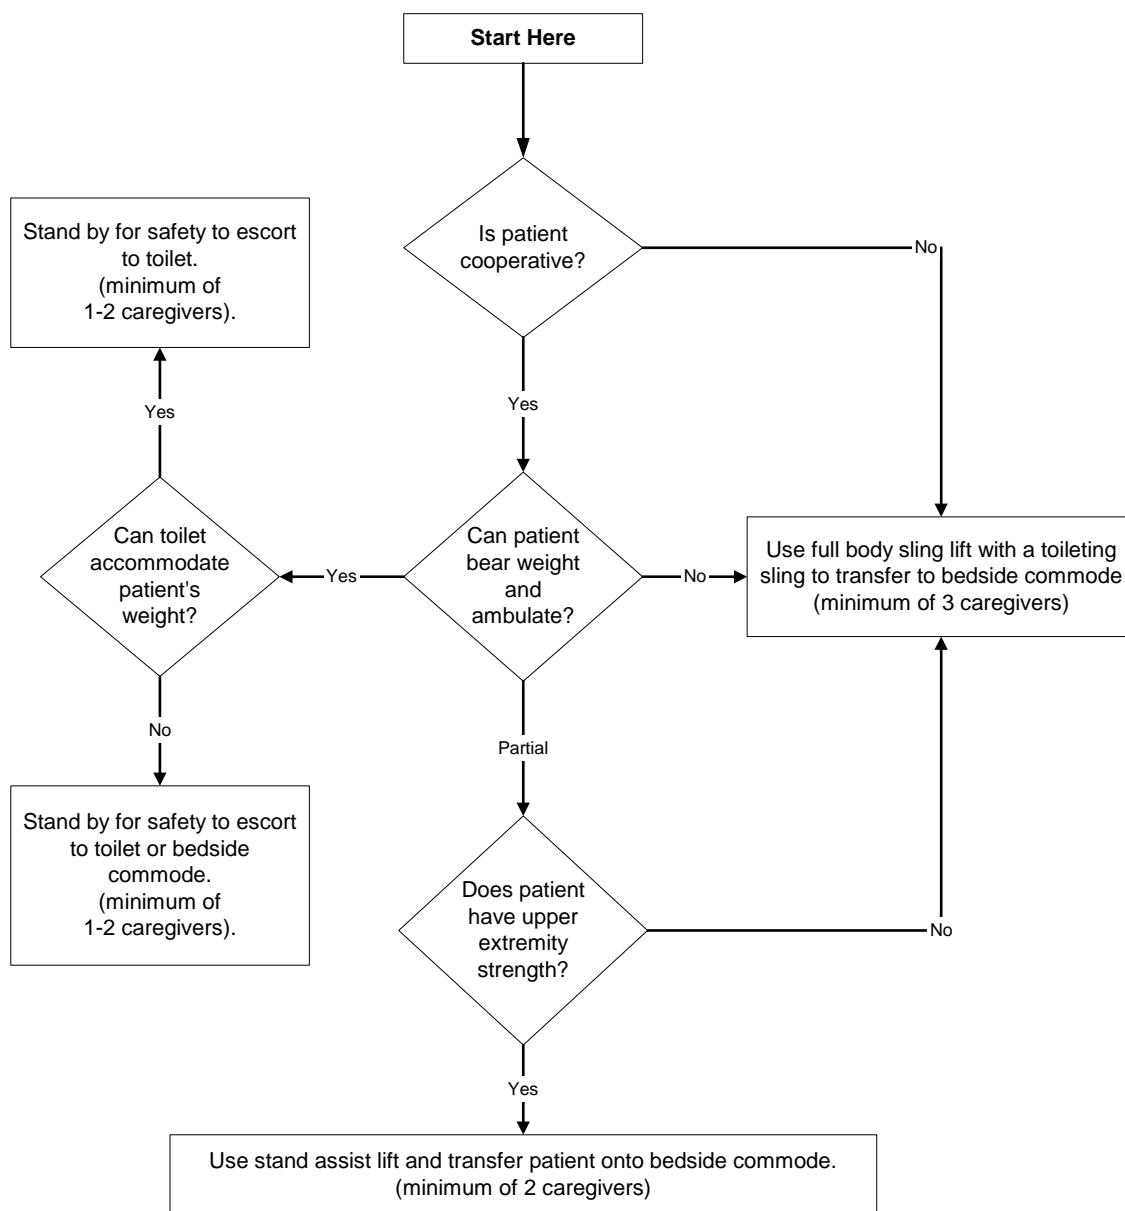 Start Here
Is patient
cooperative?
No
Stand by for safety to escort
to toilet.
(minimum of
1-2 caregivers).
Yes
Yes
Can toilet
accommodate
patient's
weight?
Yes
Can patient
bear weight
and
ambulate?
No
Use full body sling lift with a toileting
sling to transfer to bedside commode
(minimum of 3 caregivers)
No
Partial
Stand by for safety to escort
to toilet or bedside
commode.
(minimum of
1-2 caregivers).
Does patient
have upper
extremity
strength?
No
Yes
Use stand assist lift and transfer patient onto bedside commode.
(minimum of 2 caregivers)